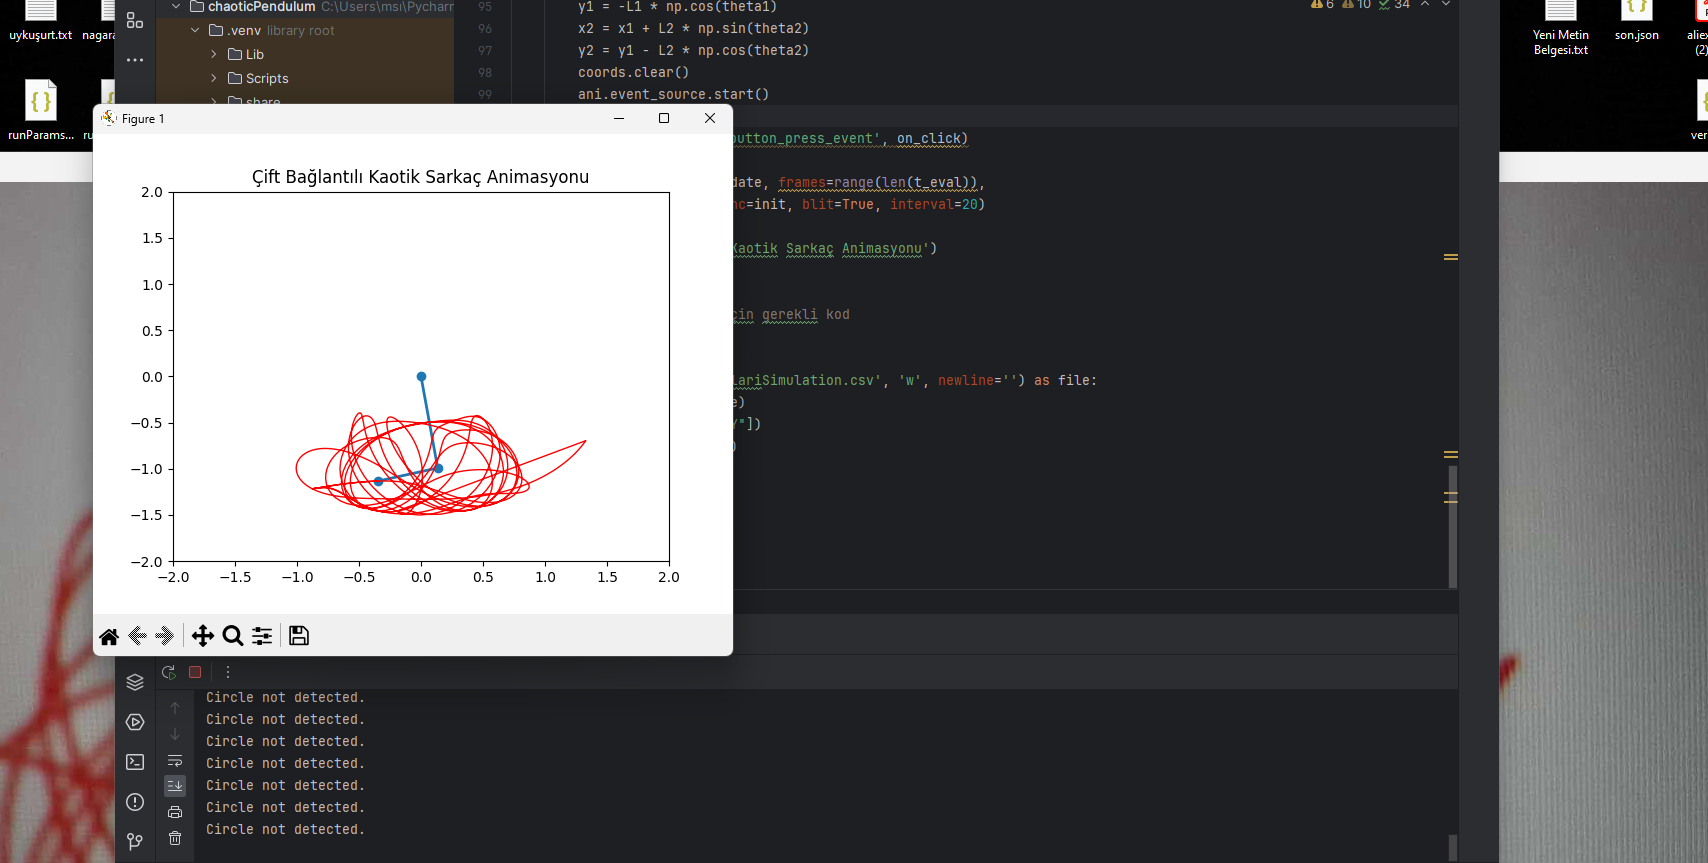 uykuşurt.txt
nagara
runParams...
ru
chaoticPendulum C:\Users\msi\Pycharr
.venv library root
Lib
Scripts
share
95 y1 = -L1 * np.cos(theta1)
96 x2 = x1 + L2 * np.sin(theta2)
97 y2 = y1 - L2 * np.cos(theta2)
98 coords.clear()
99 ani.event_source.start()
6 10 34
Yeni Metin
Belgesi.txt
son.json
aliex
(2)
ver
Figure 1
Çift Bağlantılı Kaotik Sarkaç Animasyonu
2.0
1.5
1.0
0.5
0.0
−0.5
−1.0
−1.5
−2.0
−2.0 −1.5 −1.0 −0.5 0.0 0.5 1.0 1.5 2.0
button_press_event', on_click)
date, frames=range(len(t_eval)),
nc=init, blit=True, interval=20)
Kaotik Sarkaç Animasyonu')
çin gerekli kod
lariSimulation.csv', 'w', newline='') as file:
e)
Y"])
)
Circle not detected.
Circle not detected.
Circle not detected.
Circle not detected.
Circle not detected.
Circle not detected.
Circle not detected.